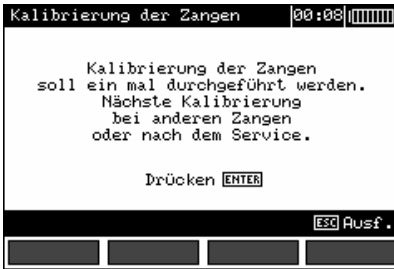 Kalibrierung der Zangen 00:08
Kalibrierung der Zangen
soll ein mal durchgeführt werden.
Nächste Kalibrierung
bei anderen Zangen
oder nach dem Service.
Drücken ENTER
ESC Ausf.